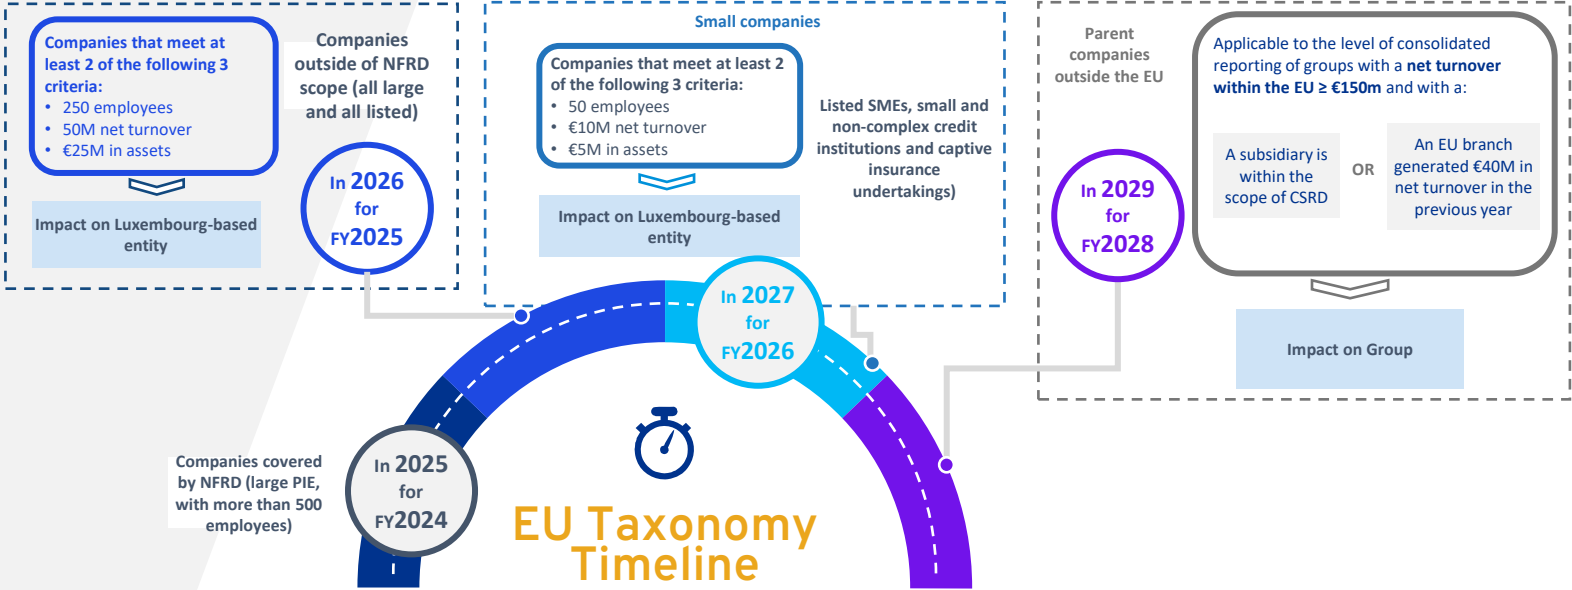 Companies that meet at
least 2 of the following 3
criteria:
• 250 employees
• 50M net turnover
• €25M in assets
Impact on Luxembourg-based
entity
Companies
outside of NFRD
scope (all large
and all listed)
In 2026
for
FY2025
Small companies
Companies that meet at least 2
of the following 3 criteria:
• 50 employees
• €10M net turnover
• €5M in assets
Impact on Luxembourg-based
entity
Listed SMEs, small and
non-complex credit
institutions and captive
insurance
undertakings)
In 2027
for
FY2026
Parent
companies
outside the EU
In 2029
for
FY2028
Applicable to the level of consolidated
reporting of groups with a net turnover
within the EU ≥ €150m and with a:
A subsidiary is
within the
scope of CSRD
OR
An EU branch
generated €40M in
net turnover in the
previous year
Impact on Group
Companies covered
by NFRD (large PIE,
with more than 500
employees)
In 2025
for
FY2024
EU Taxonomy
Timeline